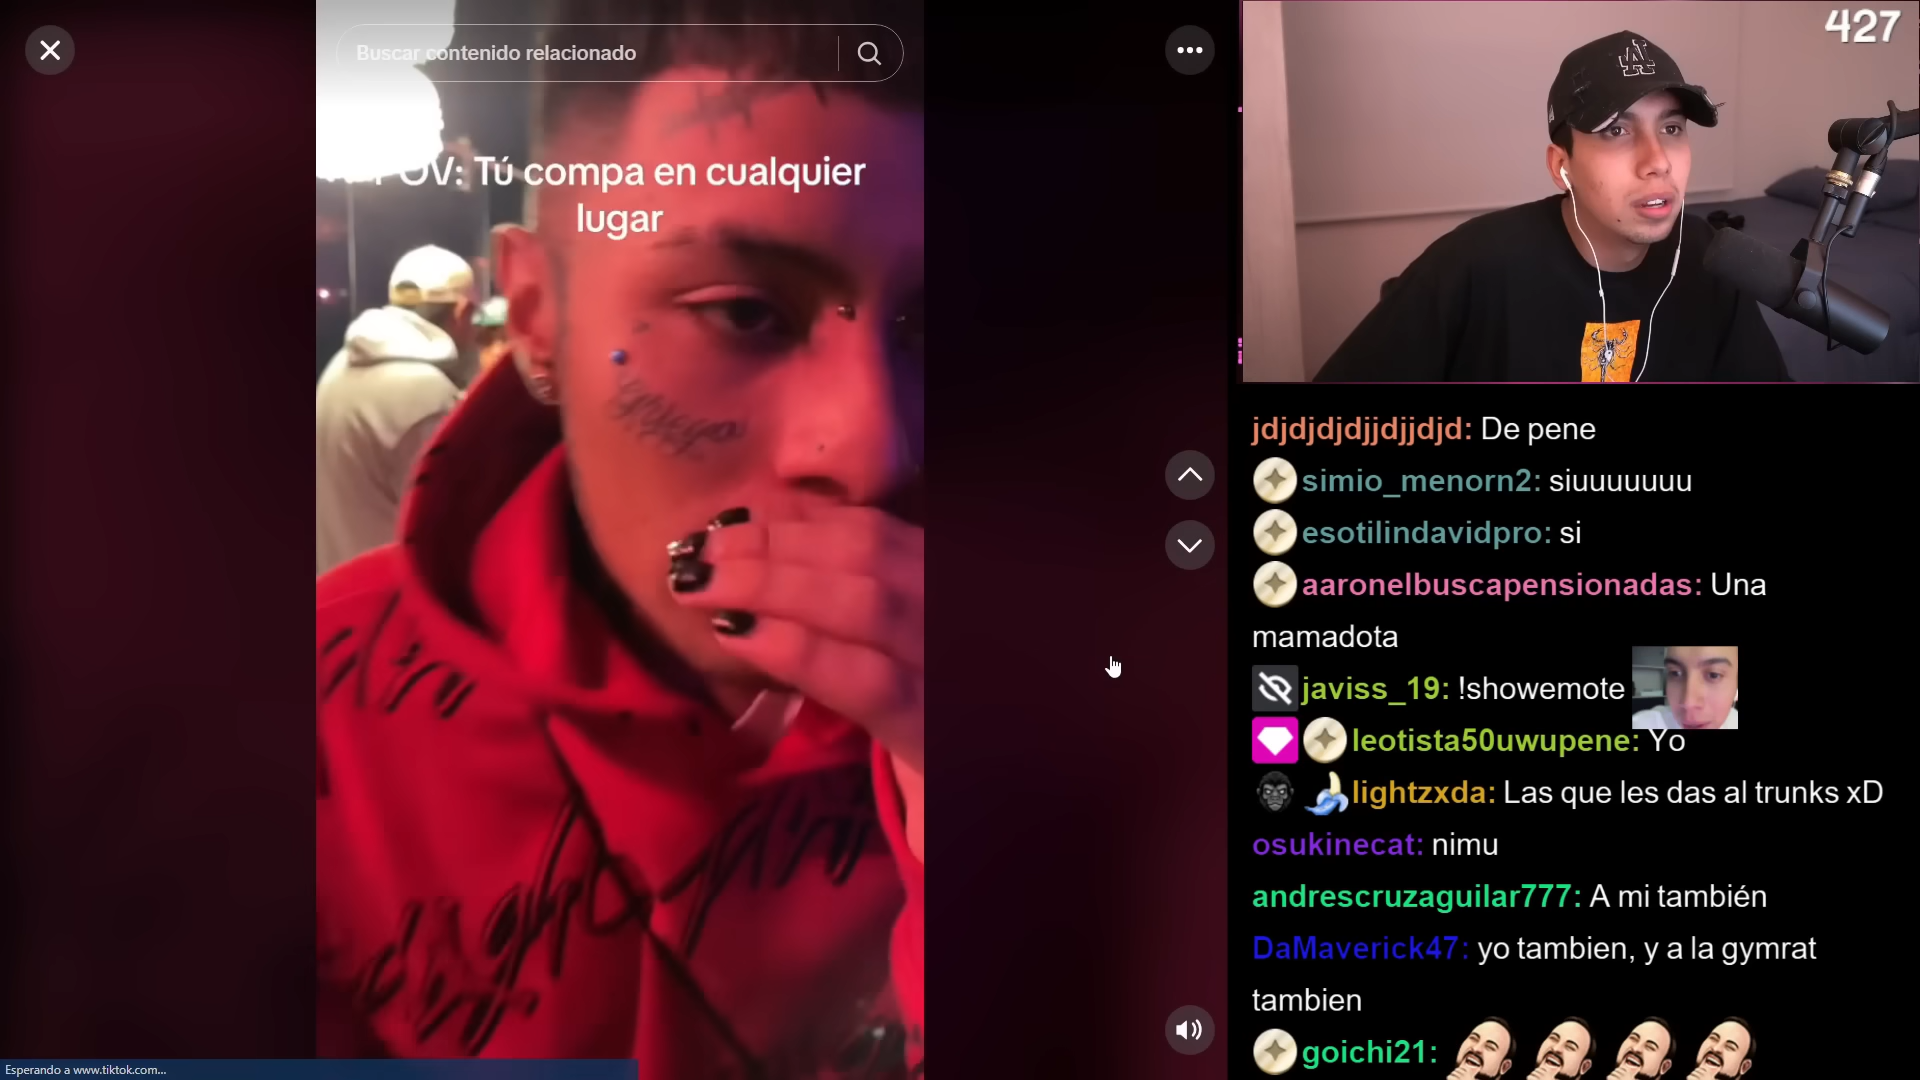 Buscar contenido relacionado
POV: Tú compa en cualquier
lugar
427
jdjdjdjdjjdjjdjd: De pene
simio_menorn2: siuuuuuuu
esotilindavidpro: si
aaronelbuscapensionadas: Una
mamadota
javiss_19: !showemote
leotista50uwupene: Yo
lightzxda: Las que les das al trunks xD
osukinecat: nimu
andrescruzaguilar777: A mi también
DaMaverick47: yo tambien, y a la gymrat
tambien
goichi21:
Esperando a www.tiktok.com...